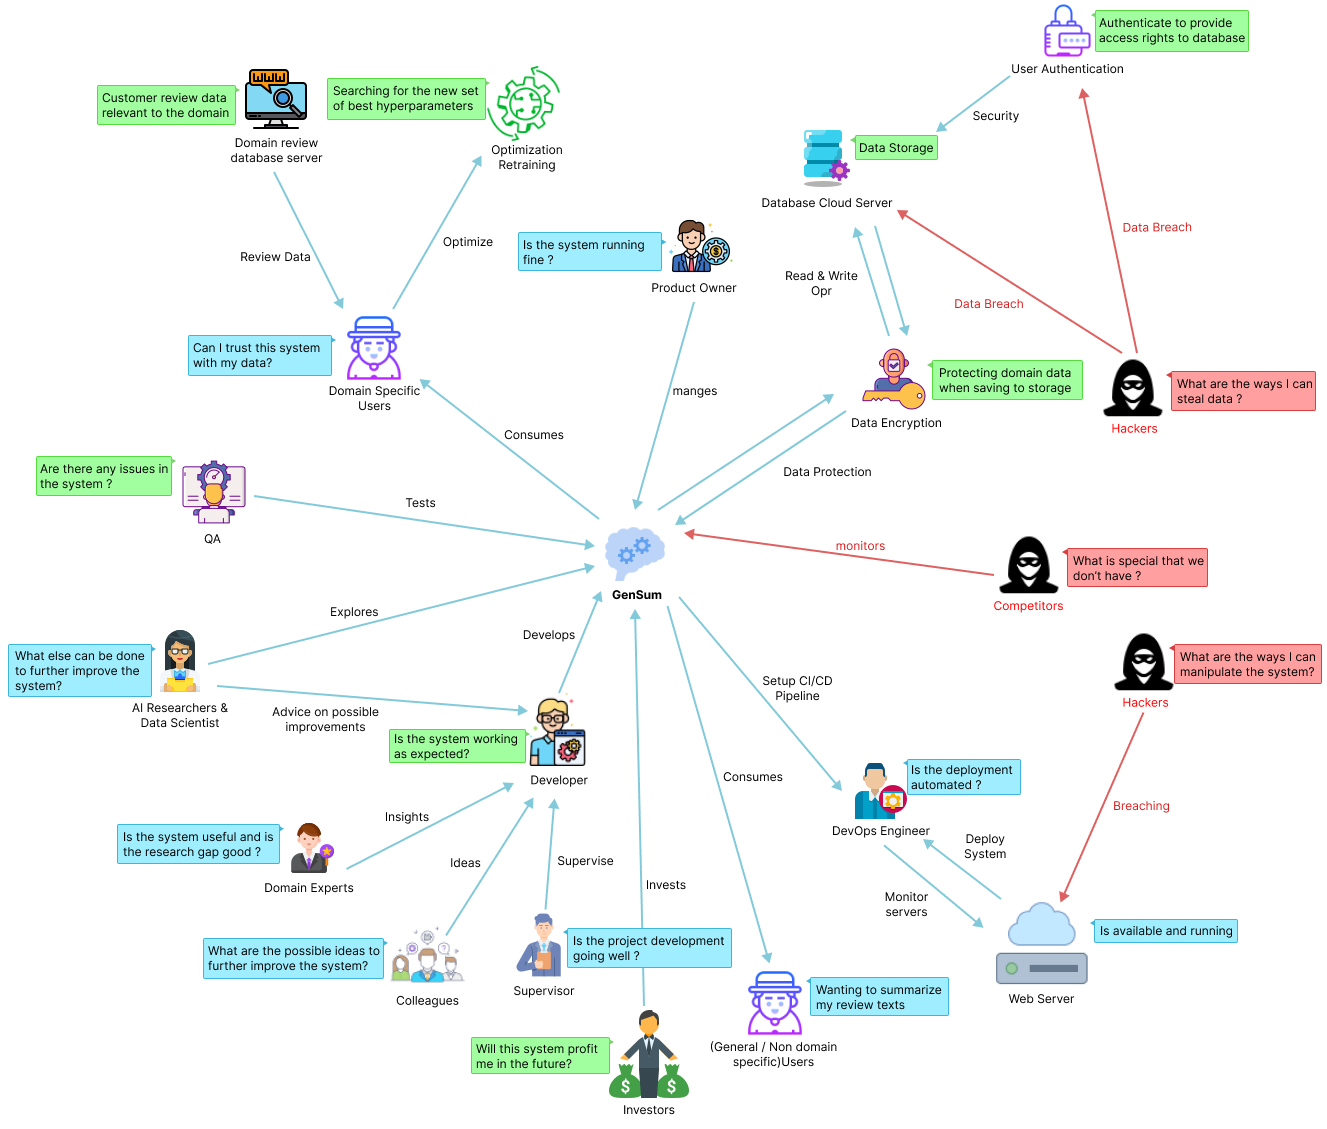 Authenticate to provide
access rights to database
User Authentication
Security
WWW
Customer review data
relevant to the domain
Domain review
database server
Searching for the new set
of best hyperparameters
Optimization
Retraining
Data Storage
Database Cloud Server
Data Breach
Data Breach
Review Data
Optimize
Is the system running
fine ?
Product Owner
Read & Write
Opr
Can I trust this system
with my data?
Domain Specific
Users
manges
Protecting domain data
when saving to storage
Data Encryption
What are the ways I can
steal data ?
Hackers
Consumes
Data Protection
Are there any issues in
the system ?
QA
Tests
monitors
What is special that we
don't have ?
Competitors
GenSum
Explores
Develops
What else can be done
to further improve the
system?
AI Researchers &
Data Scientist
Advice on possible
improvements
Setup CI/CD
Pipeline
What are the ways I can
manipulate the system?
Hackers
Is the system working
as expected?
Developer
Consumes
Is the deployment
automated ?
DevOps Engineer
Breaching
Insights
Is the system useful and is
the research gap good ?
Domain Experts
Ideas
Supervise
Invests
Deploy
System
Monitor
servers
What are the possible ideas to
further improve the system?
Colleagues
Is the project development
going well ?
Supervisor
Is available and running
Web Server
Wanting to summarize
my review texts
(General / Non domain
specific)Users
Will this system profit
me in the future?
$ $
Investors